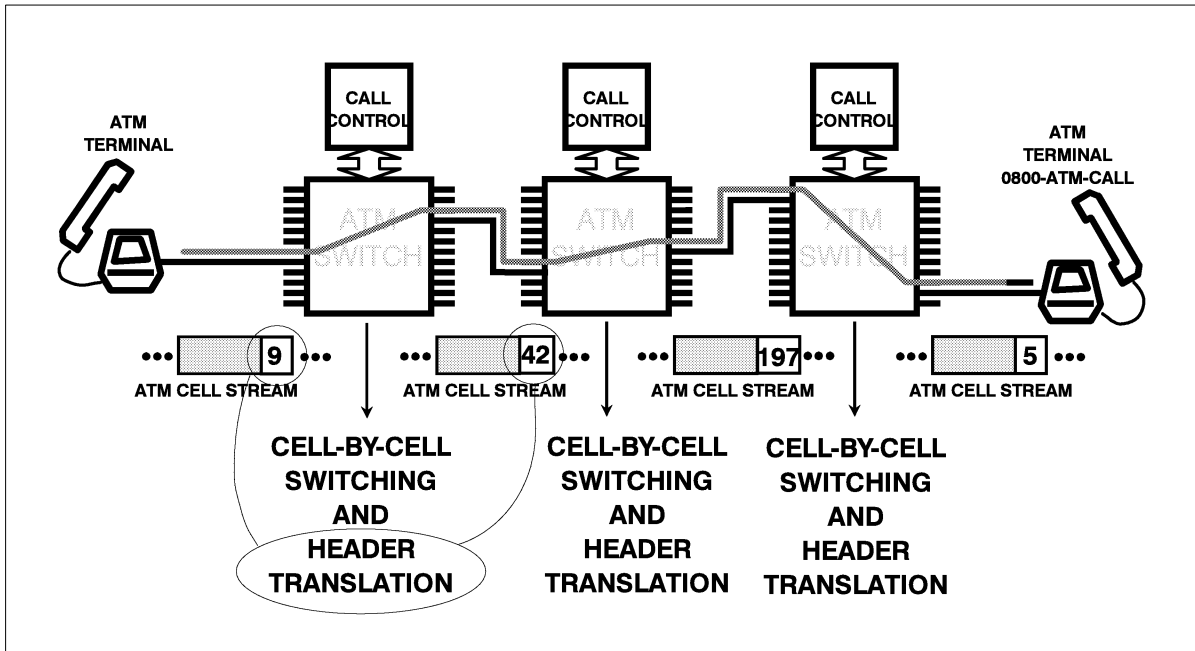 CALL
CONTROL
CALL
CONTROL
CALL
CONTROL
ATM
TERMINAL
ATM
TERMINAL
0800-ATM-CALL
ATM
SWITCH
ATM
SWITCH
ATM
SWITCH
9
42
197
5
ATM CELL STREAM
ATM CELL STREAM
ATM CELL STREAM
ATM CELL STREAM
CELL-BY-CELL
SWITCHING
AND
HEADER
TRANSLATION
CELL-BY-CELL
SWITCHING
AND
HEADER
TRANSLATION
CELL-BY-CELL
SWITCHING
AND
HEADER
TRANSLATION